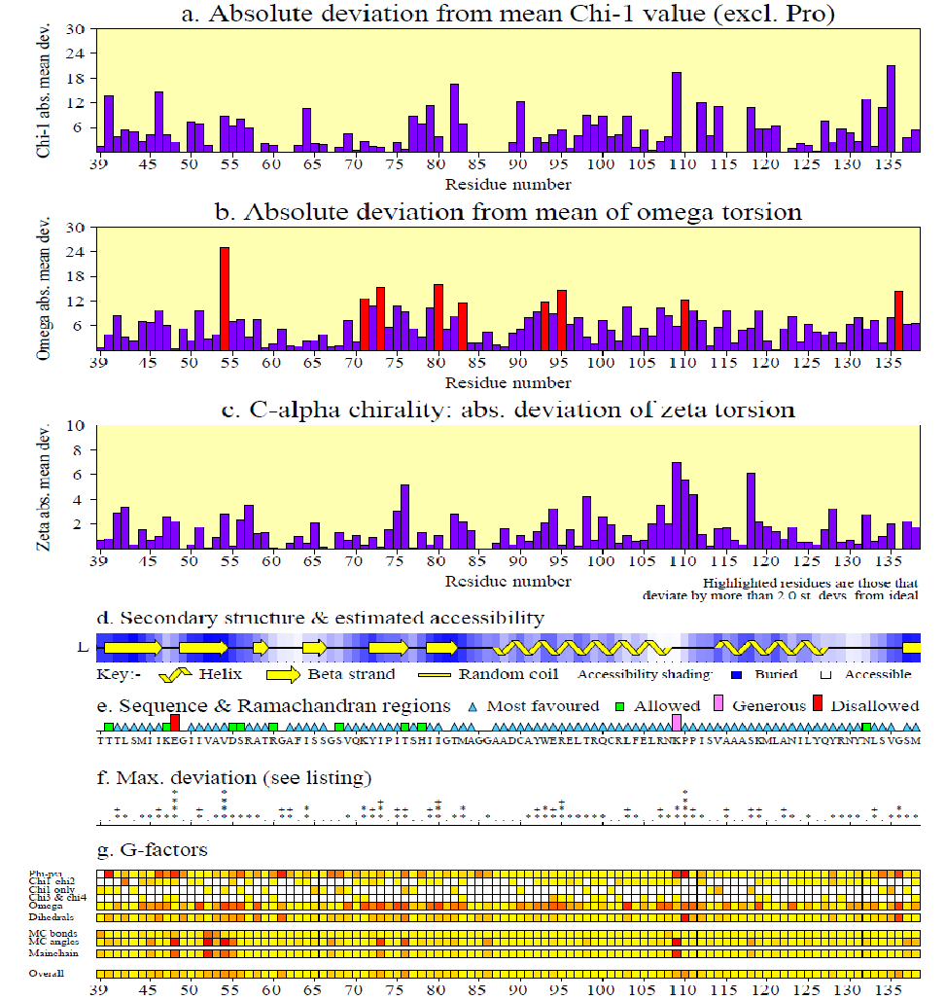 a. Absolute deviation from mean Chi-1 value (excl. Pro)
Chi-1 abs. mean dev.
30
24
18
12
6
39 45 50 55 60 65 70 75 80 85 90 95 100 105 110 115 120 125 130 135
Residue number
b. Absolute deviation from mean of omega torsion
Omega abs. mean dev.
30
24
18
12
6
39 45 50 55 60 65 70 75 80 85 90 95 100 105 110 115 120 125 130 135
Residue number
c. C-alpha chirality: abs. deviation of zeta torsion
Zeta abs. mean dev.
10
8
6
4
2
39 45 50 55 60 65 70 75 80 85 90 95 100 105 110 115 120 125 130 135
Residue number
Highlighted residues are those that
deviate by more than 2.0 st. devs. from ideal
d. Secondary structure & estimated accessibility
L
Key:- Helix Beta strand Random coil Accessibility shading: Buried Accessible
e. Sequence & Ramachandran regions Most favoured Allowed Generous Disallowed
TTTLSMIIKEGIIVAVDSRATRGAFISSGSVQKYIPITSHIIGTMAGGAADCAYWERELTRQCRLFELRNKPPISVAAASKMLANILYQYRNYNLSVGSM
f. Max. deviation (see listing)
g. G-factors
Phi-psi
Chi1-chi2
Chi1 only
Chi3 & chi4
Omega
Dihedrals
MC bonds
MC angles
Mainchain
Overall
39 45 50 55 60 65 70 75 80 85 90 95 100 105 110 115 120 125 130 135